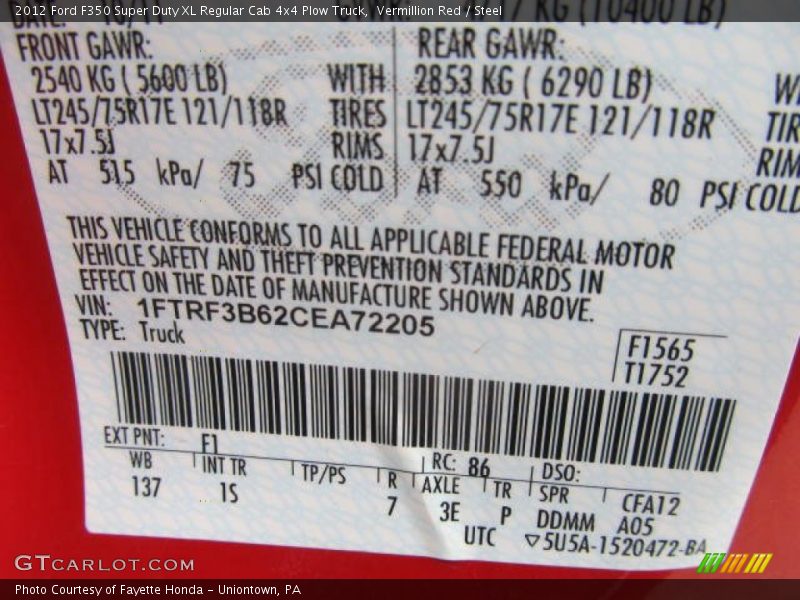 2012 Ford F350 Super Duty XL Regular Cab 4x4 Plow Truck, Vermillion Red / Steel
KG (10400 LB)
FRONT GAWR: REAR GAWR:
2540 KG ( 5600 LB) WITH 2853 KG ( 6290 LB)
LT245/75R17E 121/118R TIRES LT245/75R17E 121/118R
17x7.5J RIMS 17x7.5J
AT 515 kPa/ 75 PSI COLD AT 550 kPa/ 80 PSI COLD
THIS VEHICLE CONFORMS TO ALL APPLICABLE FEDERAL MOTOR
VEHICLE SAFETY AND THEFT PREVENTION STANDARDS IN
EFFECT ON THE DATE OF MANUFACTURE SHOWN ABOVE.
VIN: 1FTRF3B62CEA72205
TYPE: Truck
F1565
T1752
EXT PNT: F1 RC: 86 DSO:
WB INT TR TP/PS R AXLE TR SPR CFA12
137 1S 7 3E P DDMM A05
UTC ▽5U5A-1520472-BA
GTCARLOT.COM
Photo Courtesy of Fayette Honda - Uniontown, PA